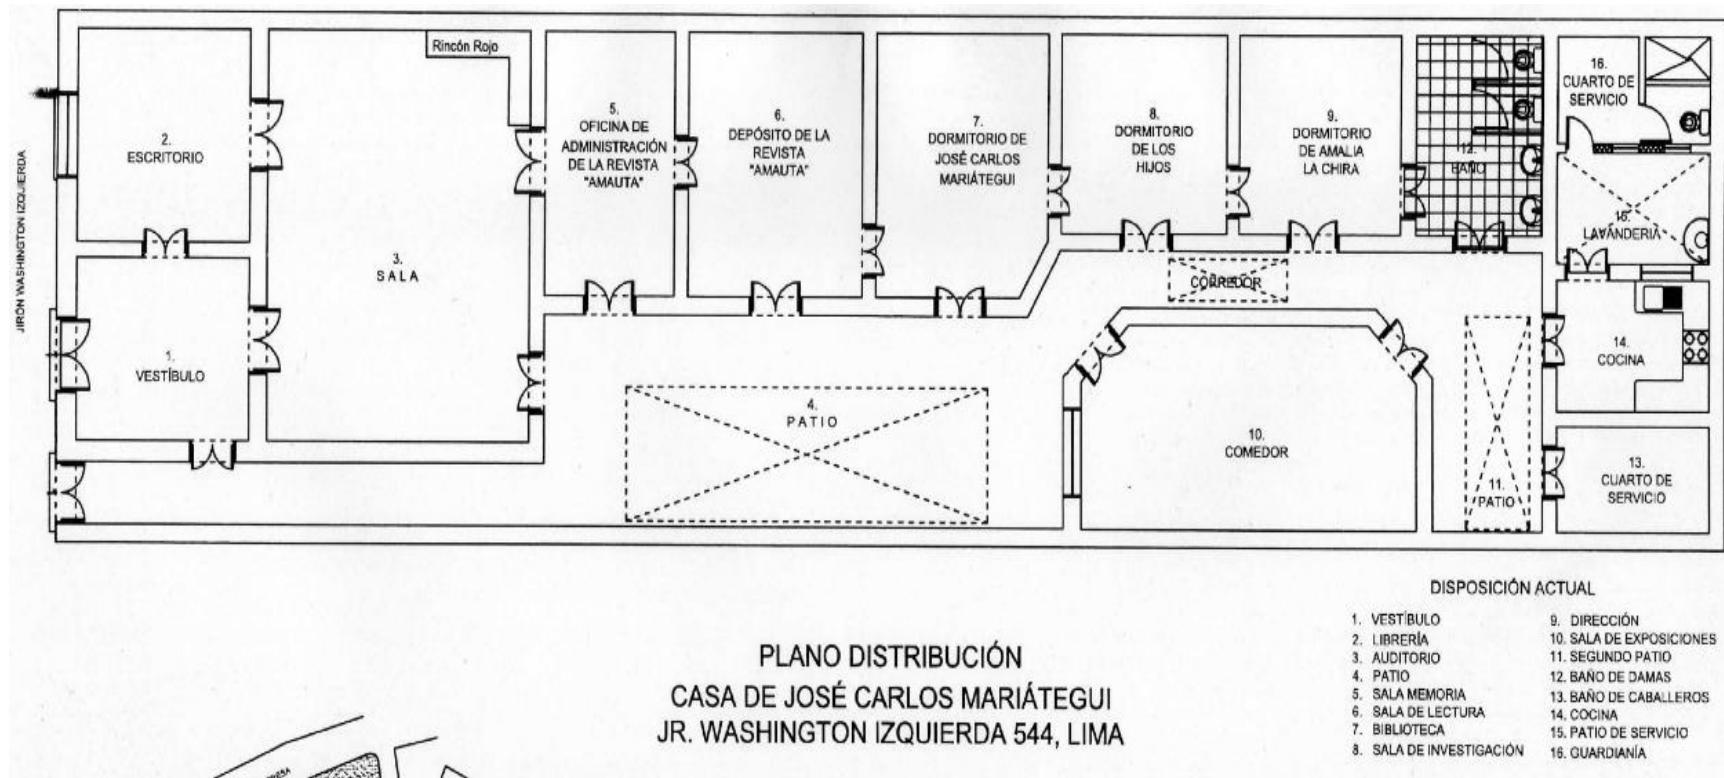 Rincón Rojo
JIRÓN WASHINGTON IZQUIERDA
2.
ESCRITORIO
1.
VESTÍBULO
3.
SALA
4.
PATIO
5.
OFICINA DE
ADMINISTRACIÓN
DE LA REVISTA
"AMAUTA"
6.
DEPÓSITO DE LA
REVISTA
"AMAUTA"
7.
DORMITORIO DE
JOSÉ CARLOS
MARIÁTEGUI
8.
DORMITORIO
DE LOS
HIJOS
9.
DORMITORIO
DE AMALIA
LA CHIRA
12.
BAÑO
16.
CUARTO DE
SERVICIO
15.
LAVANDERIA
CORREDOR
14.
COCINA
10.
COMEDOR
11.
PATIO
13.
CUARTO DE
SERVICIO
PLANO DISTRIBUCIÓN
CASA DE JOSÉ CARLOS MARIÁTEGUI
JR. WASHINGTON IZQUIERDA 544, LIMA
DISPOSICIÓN ACTUAL
1. VESTÍBULO
2. LIBRERÍA
3. AUDITORIO
4. PATIO
5. SALA MEMORIA
6. SALA DE LECTURA
7. BIBLIOTECA
8. SALA DE INVESTIGACIÓN
9. DIRECCIÓN
10. SALA DE EXPOSICIONES
11. SEGUNDO PATIO
12. BAÑO DE DAMAS
13. BAÑO DE CABALLEROS
14. COCINA
15. PATIO DE SERVICIO
16. GUARDIANÍA